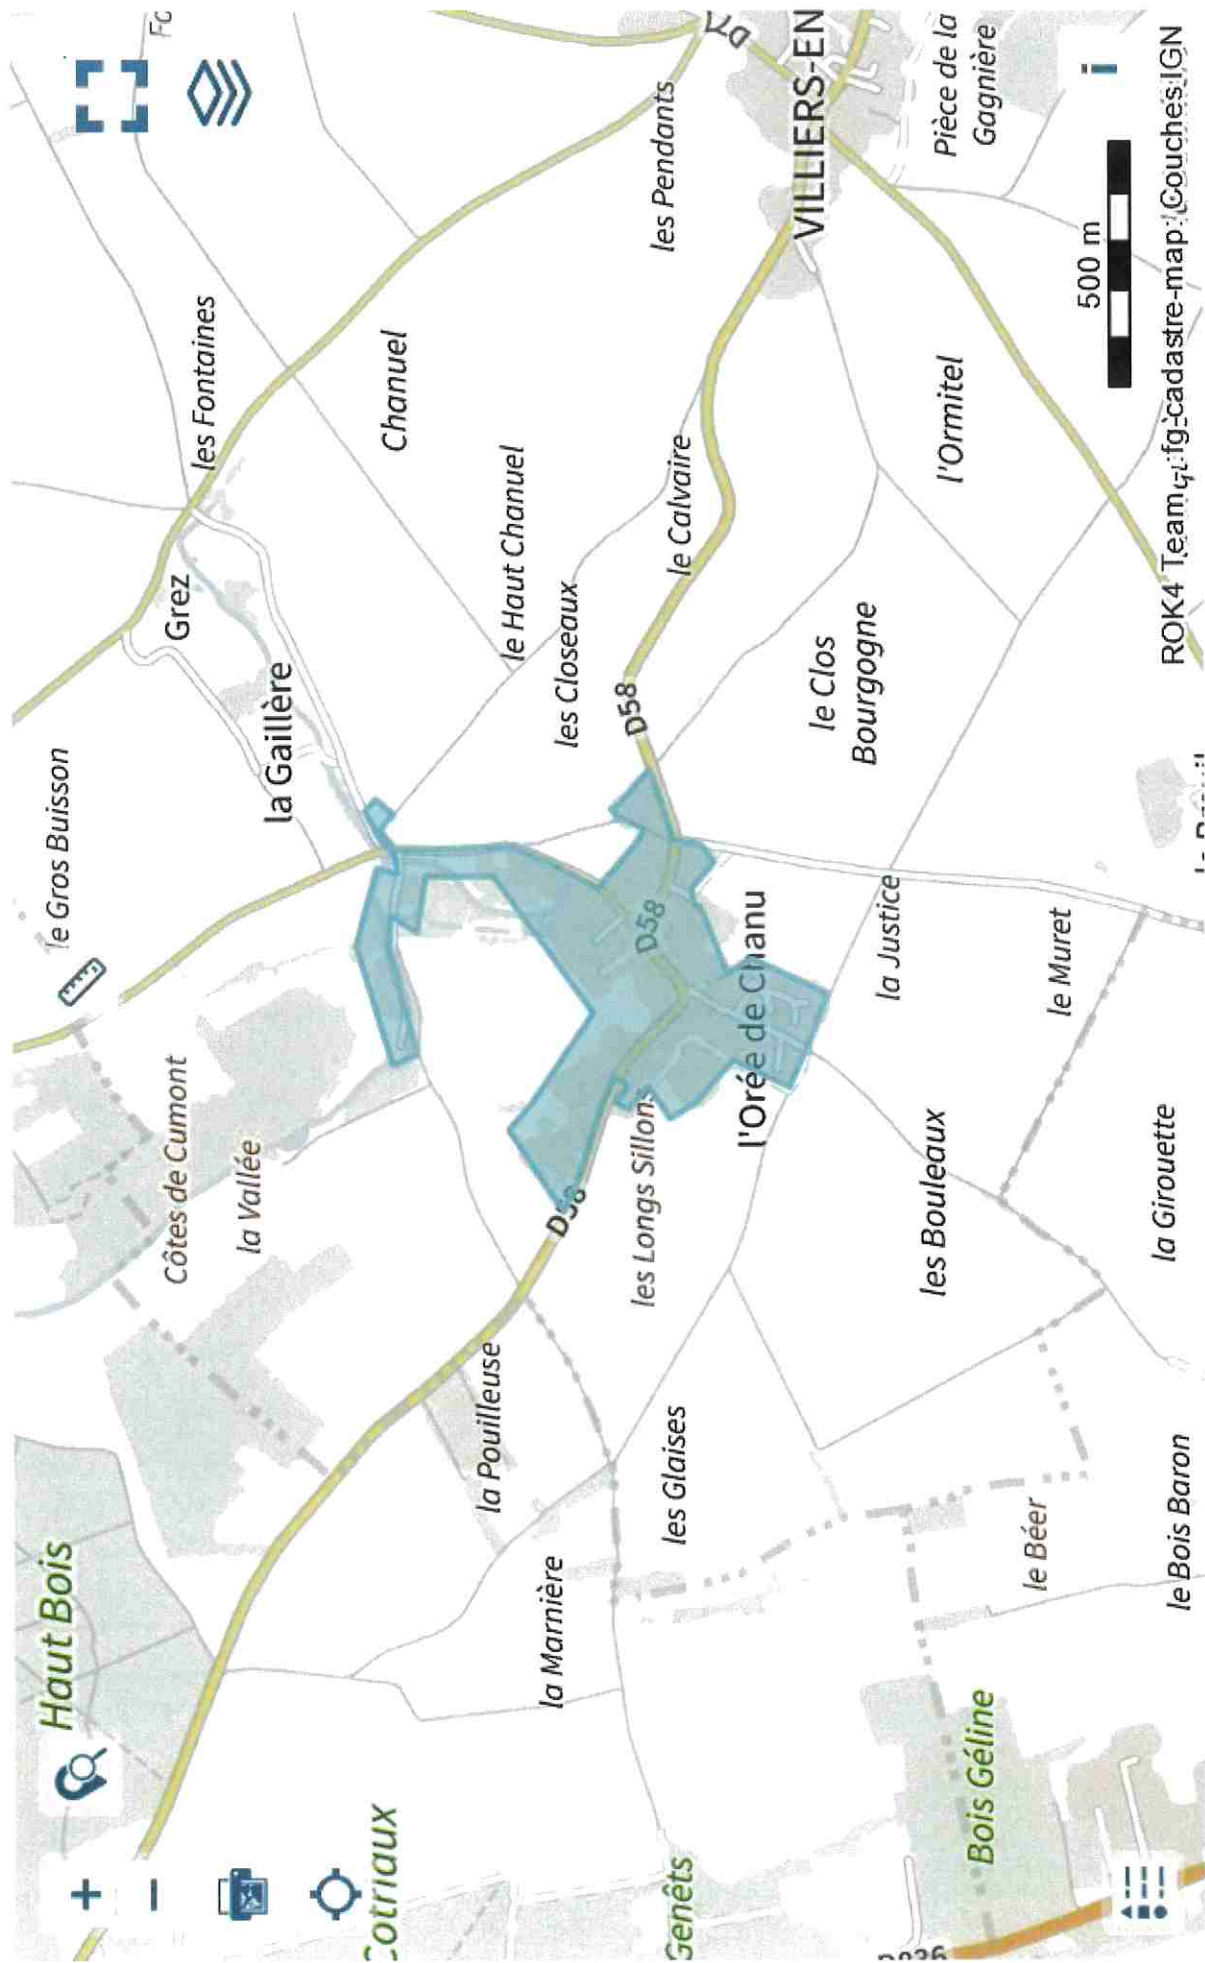 Haut Bois
le Gros Buisson
Côtes de Cumont
la Vallée
Grez
les Fontaines
la Gaillère
Cotriaux
Chanuel
la Pouilleuse
le Haut Chanuel
la Marnière
D58
les Closeaux
D58
D58
les Longs Sillons
les Glaises
le Calvaire
les Pendants
D71
Genêts
l'Orée de Chanu
VILLIERS-EN
le Clos
Bourgogne
la Justice
les Bouleaux
l'Ormitel
Pièce de la
Gagnière
Bois Géline
le Béer
le Muret
500 m
la Girouette
le Bois Baron
ROK4 Team
cadastre-map
Couches IGN
D836